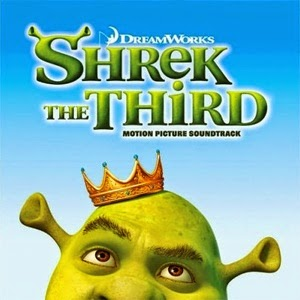 DREAMWORKS
SHREK
THE THIRD
MOTION PICTURE SOUNDTRACK